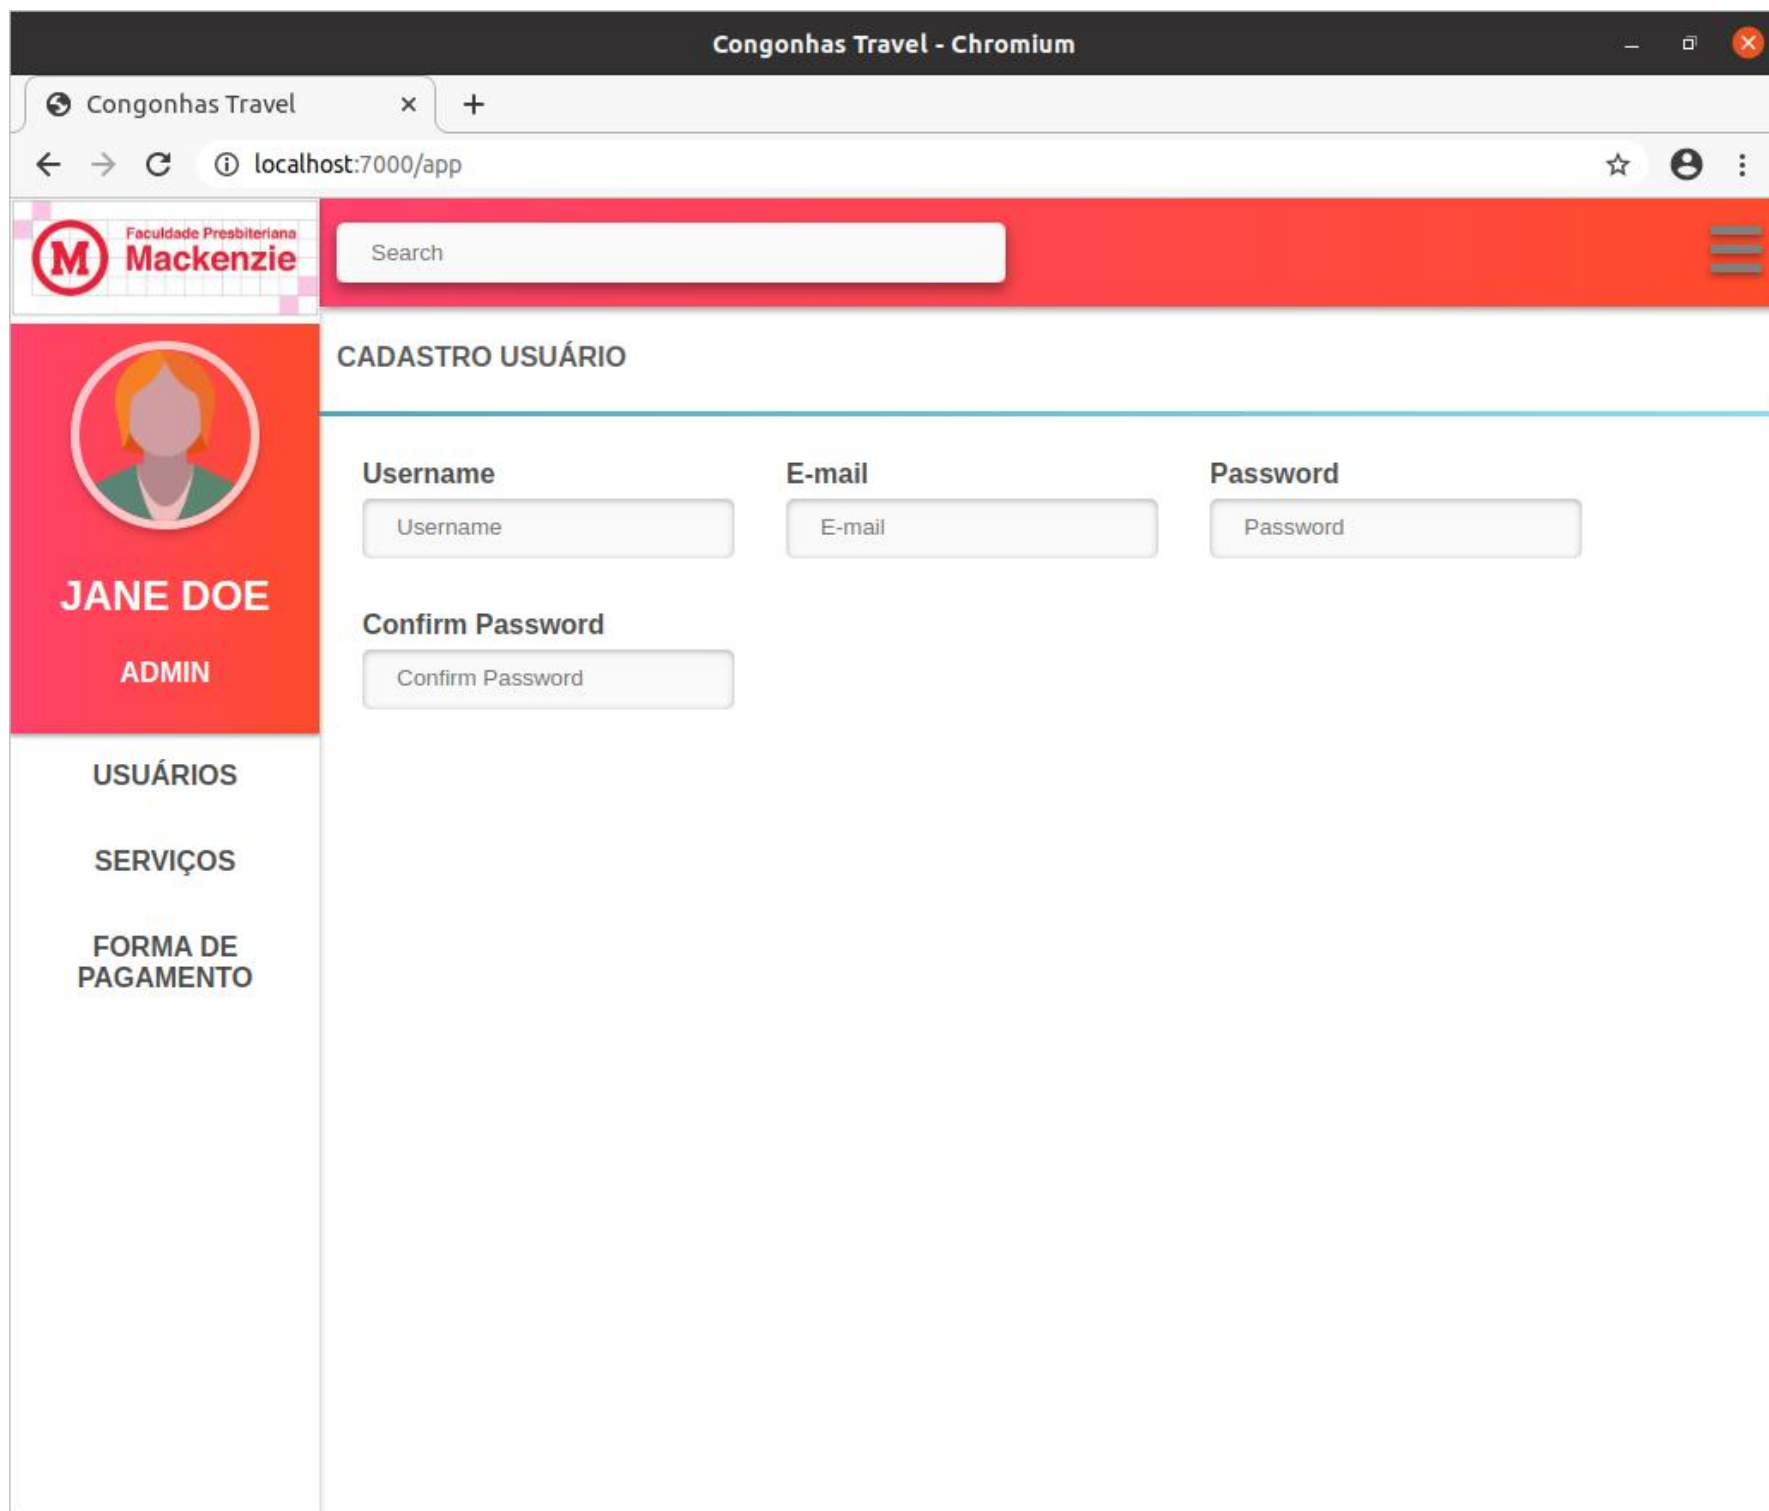 Congonhas Travel - Chromium
Congonhas Travel
localhost:7000/app
M
Faculdade Presbiteriana
Mackenzie
Search
JANE DOE
ADMIN
USUÁRIOS
SERVIÇOS
FORMA DE
PAGAMENTO
CADASTRO USUÁRIO
Username E-mail Password
Username E-mail Password
Confirm Password
Confirm Password